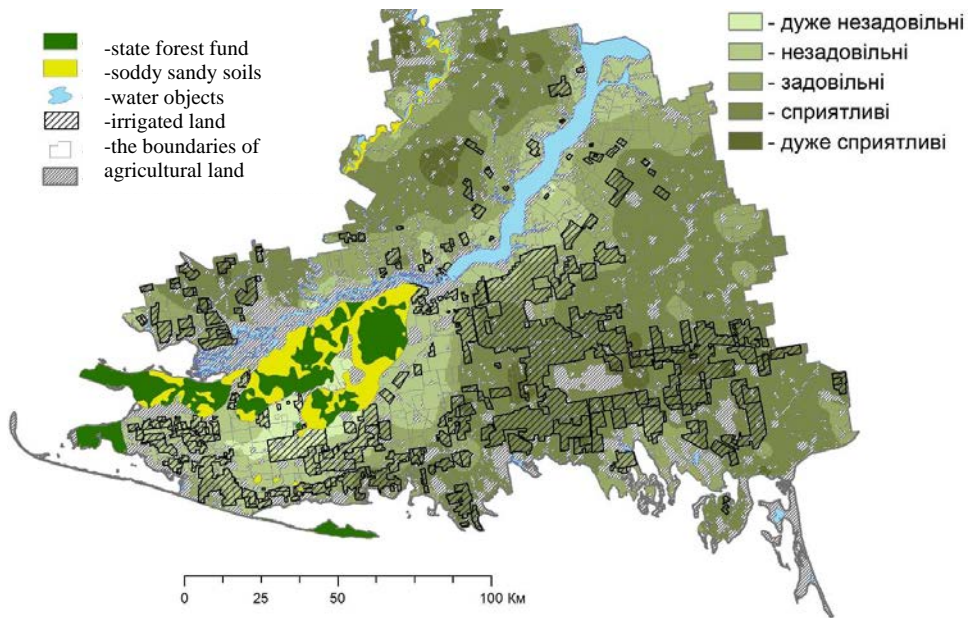 -state forest fund
-soddy sandy soils
-water objects
-irrigated land
-the boundaries of
agricultural land
- дуже незадовільні
- незадовільні
- задовільні
- сприятливі
- дуже сприятливі
0 25 50 100 Км